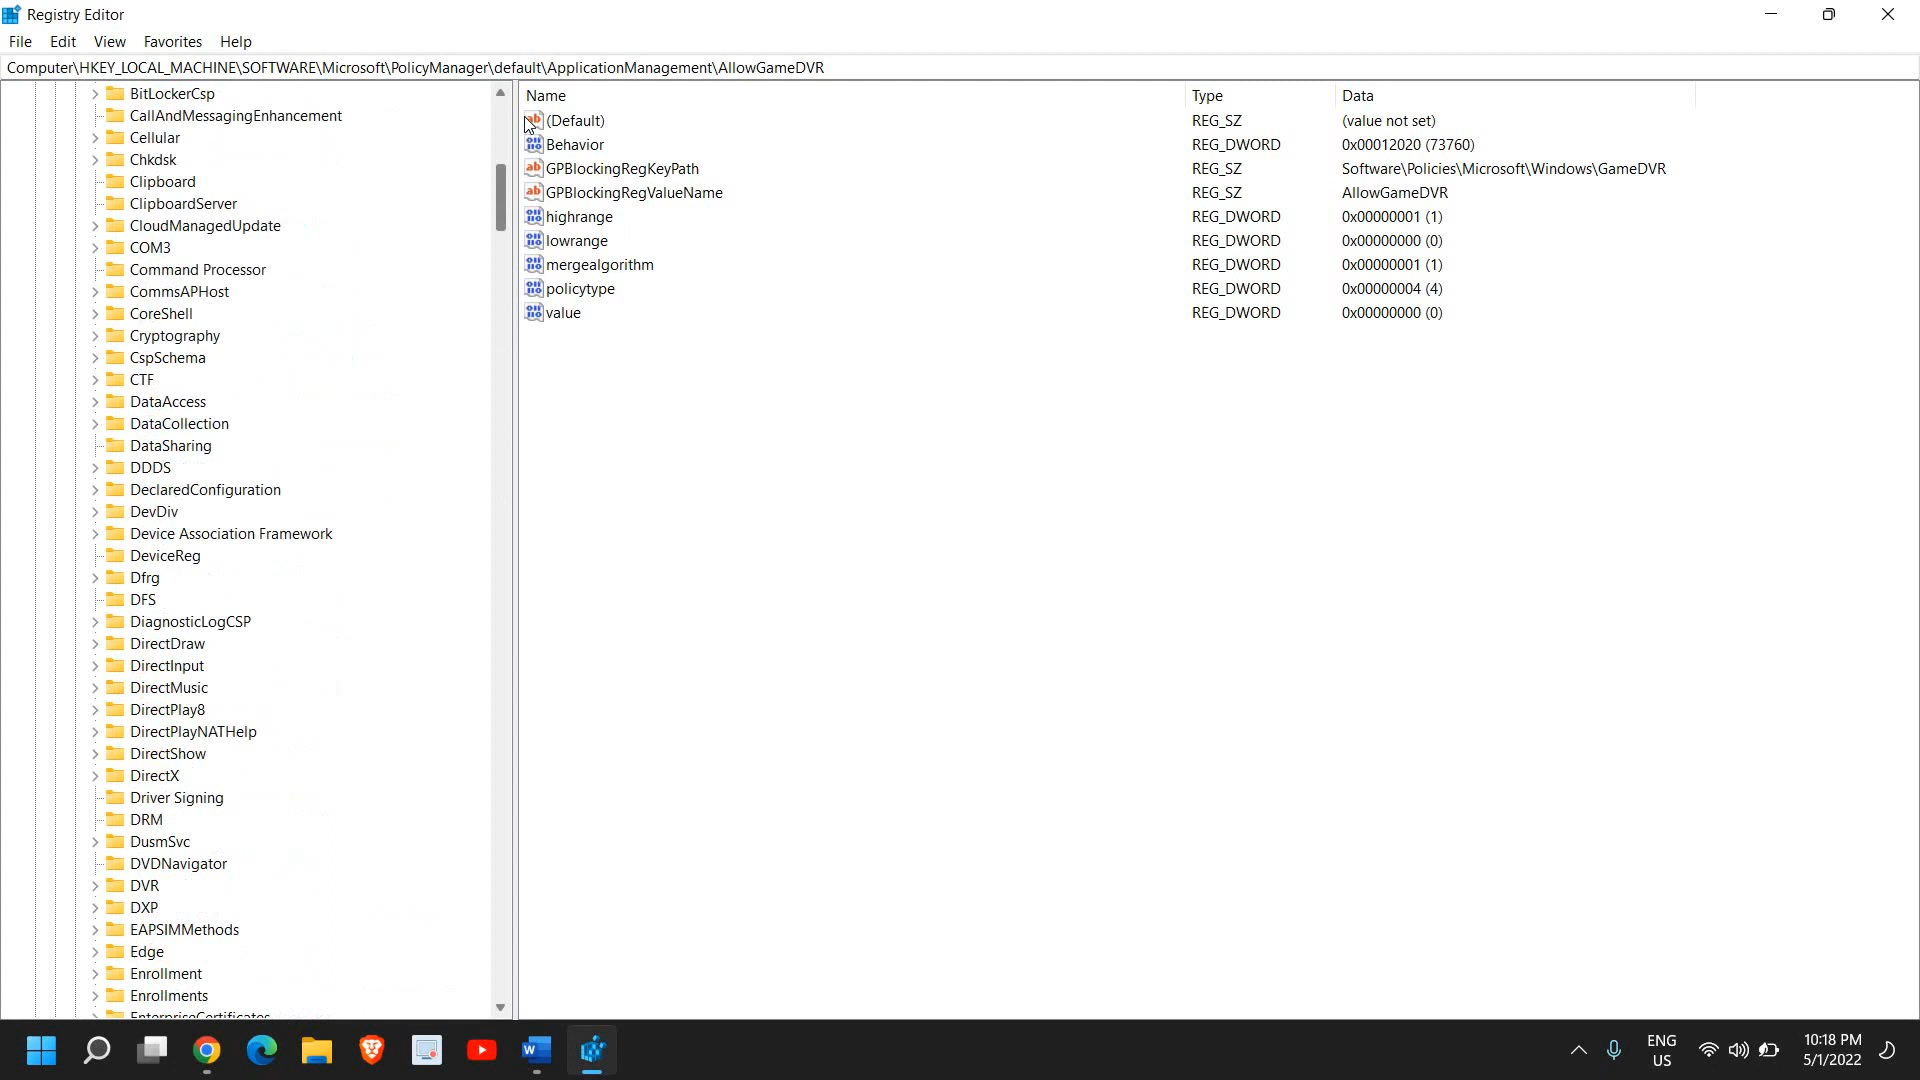 Registry Editor
File Edit View Favorites Help
Computer\HKEY_LOCAL_MACHINE\SOFTWARE\Microsoft\PolicyManager\default\ApplicationManagement\AllowGameDVR
BitLockerCsp
CallAndMessagingEnhancement
Cellular
Chkdsk
Clipboard
ClipboardServer
CloudManagedUpdate
COM3
Command Processor
CommsAPHost
CoreShell
Cryptography
CspSchema
CTF
DataAccess
DataCollection
DataSharing
DDDS
DeclaredConfiguration
DevDiv
Device Association Framework
DeviceReg
Dfrg
DFS
DiagnosticLogCSP
DirectDraw
DirectInput
DirectMusic
DirectPlay8
DirectPlayNATHelp
DirectShow
DirectX
Driver Signing
DRM
DusmSvc
DVDNavigator
DVR
DXP
EAPSIMMethods
Edge
Enrollment
Enrollments
EnterpriseCertificates
Name Type Data
(Default) REG_SZ (value not set)
Behavior REG_DWORD 0x00012020 (73760)
GPBlockingRegKeyPath REG_SZ Software\Policies\Microsoft\Windows\GameDVR
GPBlockingRegValueName REG_SZ AllowGameDVR
highrange REG_DWORD 0x00000001 (1)
lowrange REG_DWORD 0x00000000 (0)
mergealgorithm REG_DWORD 0x00000001 (1)
policytype REG_DWORD 0x00000004 (4)
value REG_DWORD 0x00000000 (0)
ENG
US
10:18 PM
5/1/2022